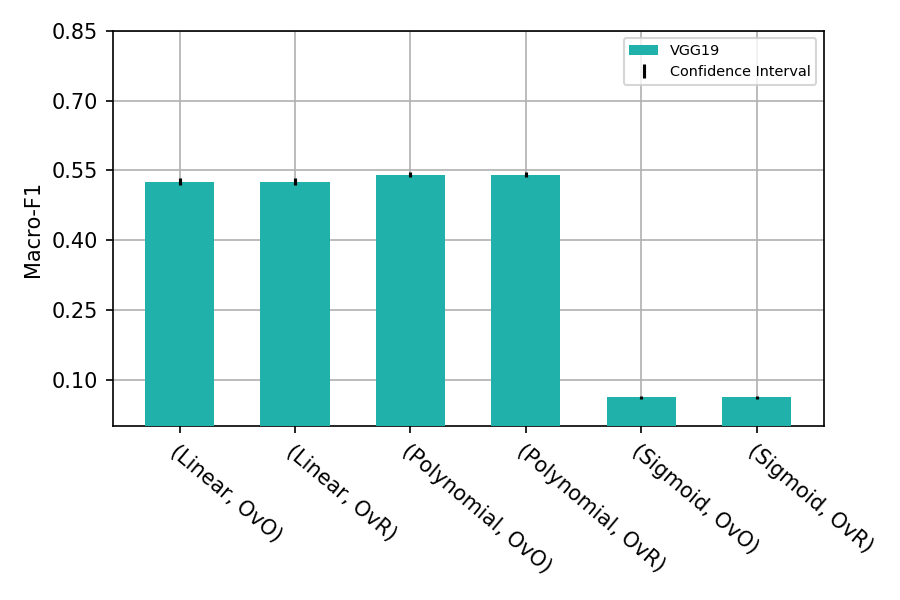 0.85
0.70
0.55
0.40
0.25
0.10
Macro-F1
VGG19
Confidence Interval
(Linear, OvO)
(Linear, OvR)
(Polynomial, OvO)
(Polynomial, OvR)
(Sigmoid, OvO)
(Sigmoid, OvR)